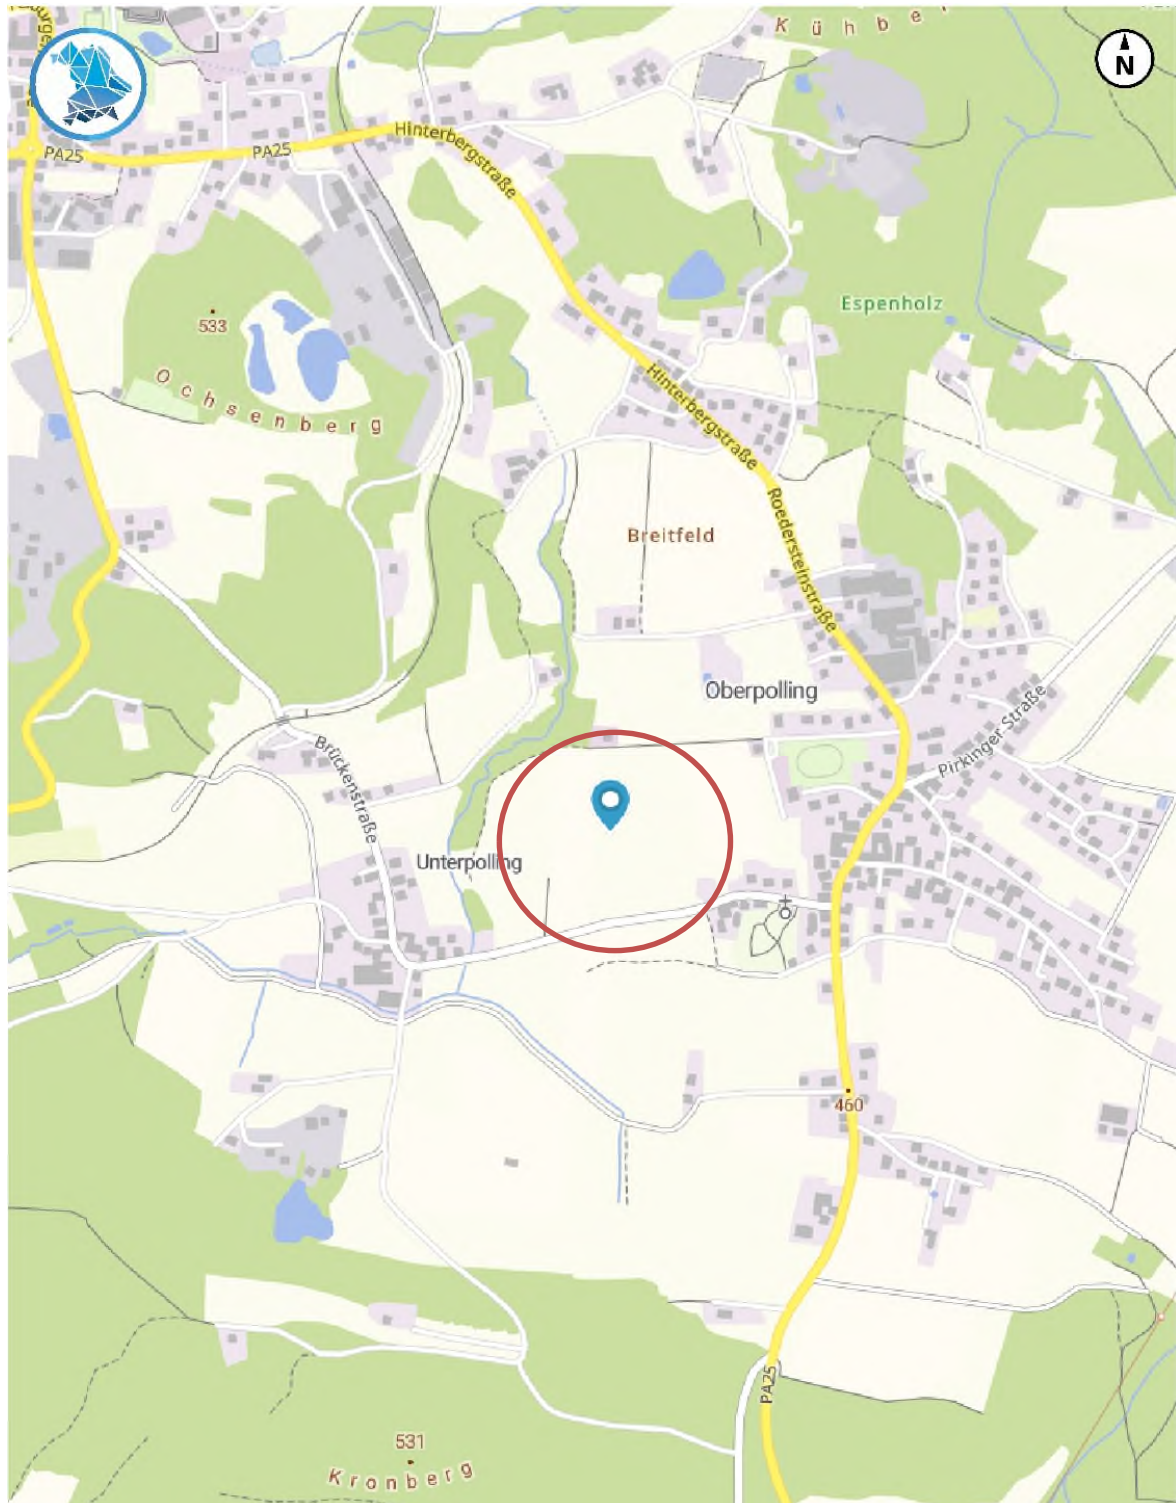 Kühbe
N
PA25
PA25
Hinterbergstraße
Espenholz
533
Ochsenberg
Hinterbergstraße
Roedersteinstraße
Breitfeld
Oberpolling
Pirkinger-Straße
Brückenstraße
Unterpolling
460
PA25
531
Kronberg